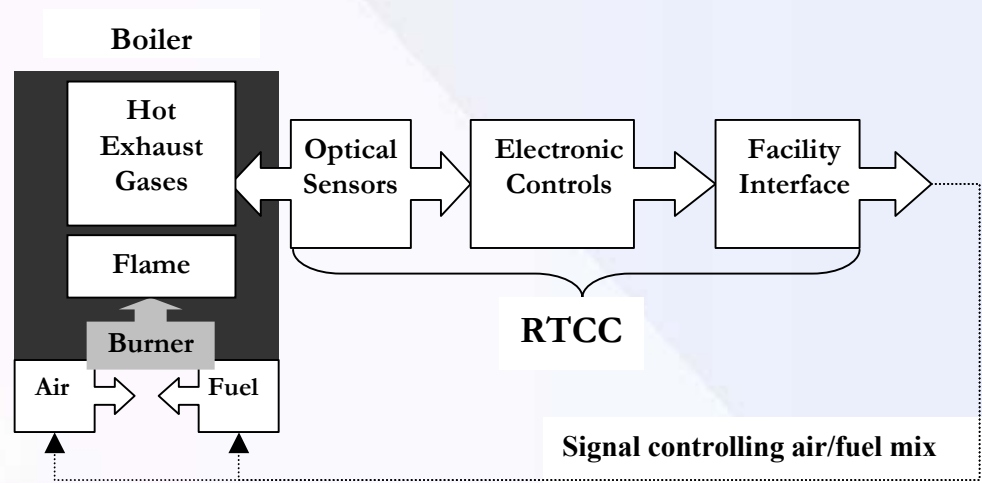 Boiler
Hot
Exhaust
Gases
Optical
Sensors
Electronic
Controls
Facility
Interface
Flame
RTCC
Burner
Air
Fuel
Signal controlling air/fuel mix